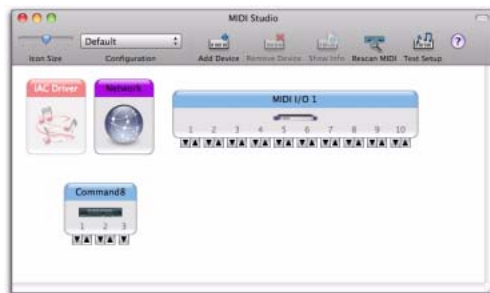 MIDI Studio
Default
Icon Size Configuration Add Device Remove Device Show Info Rescan MIDI Test Setup ?
IAC Driver Network MIDI I/O 1
1 2 3 4 5 6 7 8 9 10
Command8
1 2 3